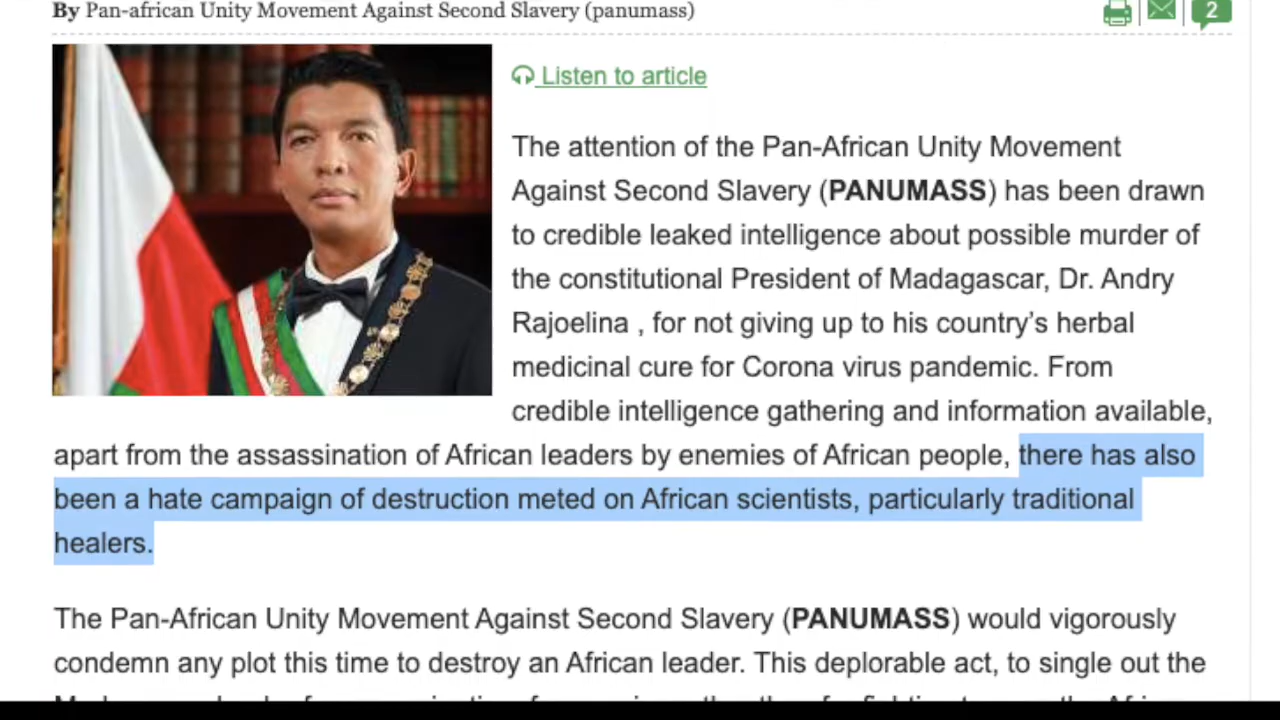 By Pan-african Unity Movement Against Second Slavery (panumass)
2
Listen to article
The attention of the Pan-African Unity Movement
Against Second Slavery (PANUMASS) has been drawn
to credible leaked intelligence about possible murder of
the constitutional President of Madagascar, Dr. Andry
Rajoelina , for not giving up to his country's herbal
medicinal cure for Corona virus pandemic. From
credible intelligence gathering and information available,
apart from the assassination of African leaders by enemies of African people, there has also
been a hate campaign of destruction meted on African scientists, particularly traditional
healers.
The Pan-African Unity Movement Against Second Slavery (PANUMASS) would vigorously
condemn any plot this time to destroy an African leader. This deplorable act, to single out the